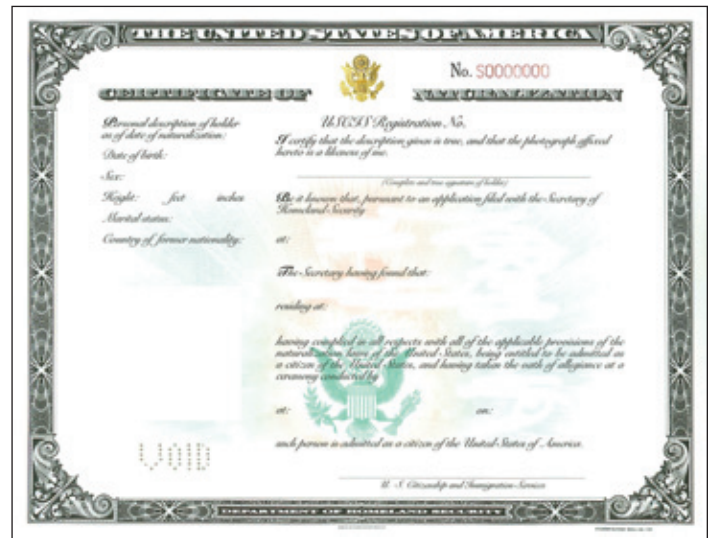 THE UNITED STATES OF AMERICA
No. S0000000
CERTIFICATE OF NATURALIZATION
Personal description of holder
as of date of naturalization:
Date of birth:
Sex:
Height: feet inches
Marital status:
Country of former nationality:
USCIS Registration No.
I certify that the description given is true, and that the photograph affixed
hereto is a likeness of me.
(Complete and true signature of holder)
Be it known that, pursuant to an application filed with the Secretary of
Homeland Security
at:
The Secretary having found that:
residing at:
having complied in all respects with all of the applicable provisions of the
naturalization laws of the United States, being entitled to be admitted as
a citizen of the United States, and having taken the oath of allegiance at a
ceremony conducted by
at: on:
such person is admitted as a citizen of the United States of America.
VOID
U. S. Citizenship and Immigration Services
DEPARTMENT OF HOMELAND SECURITY